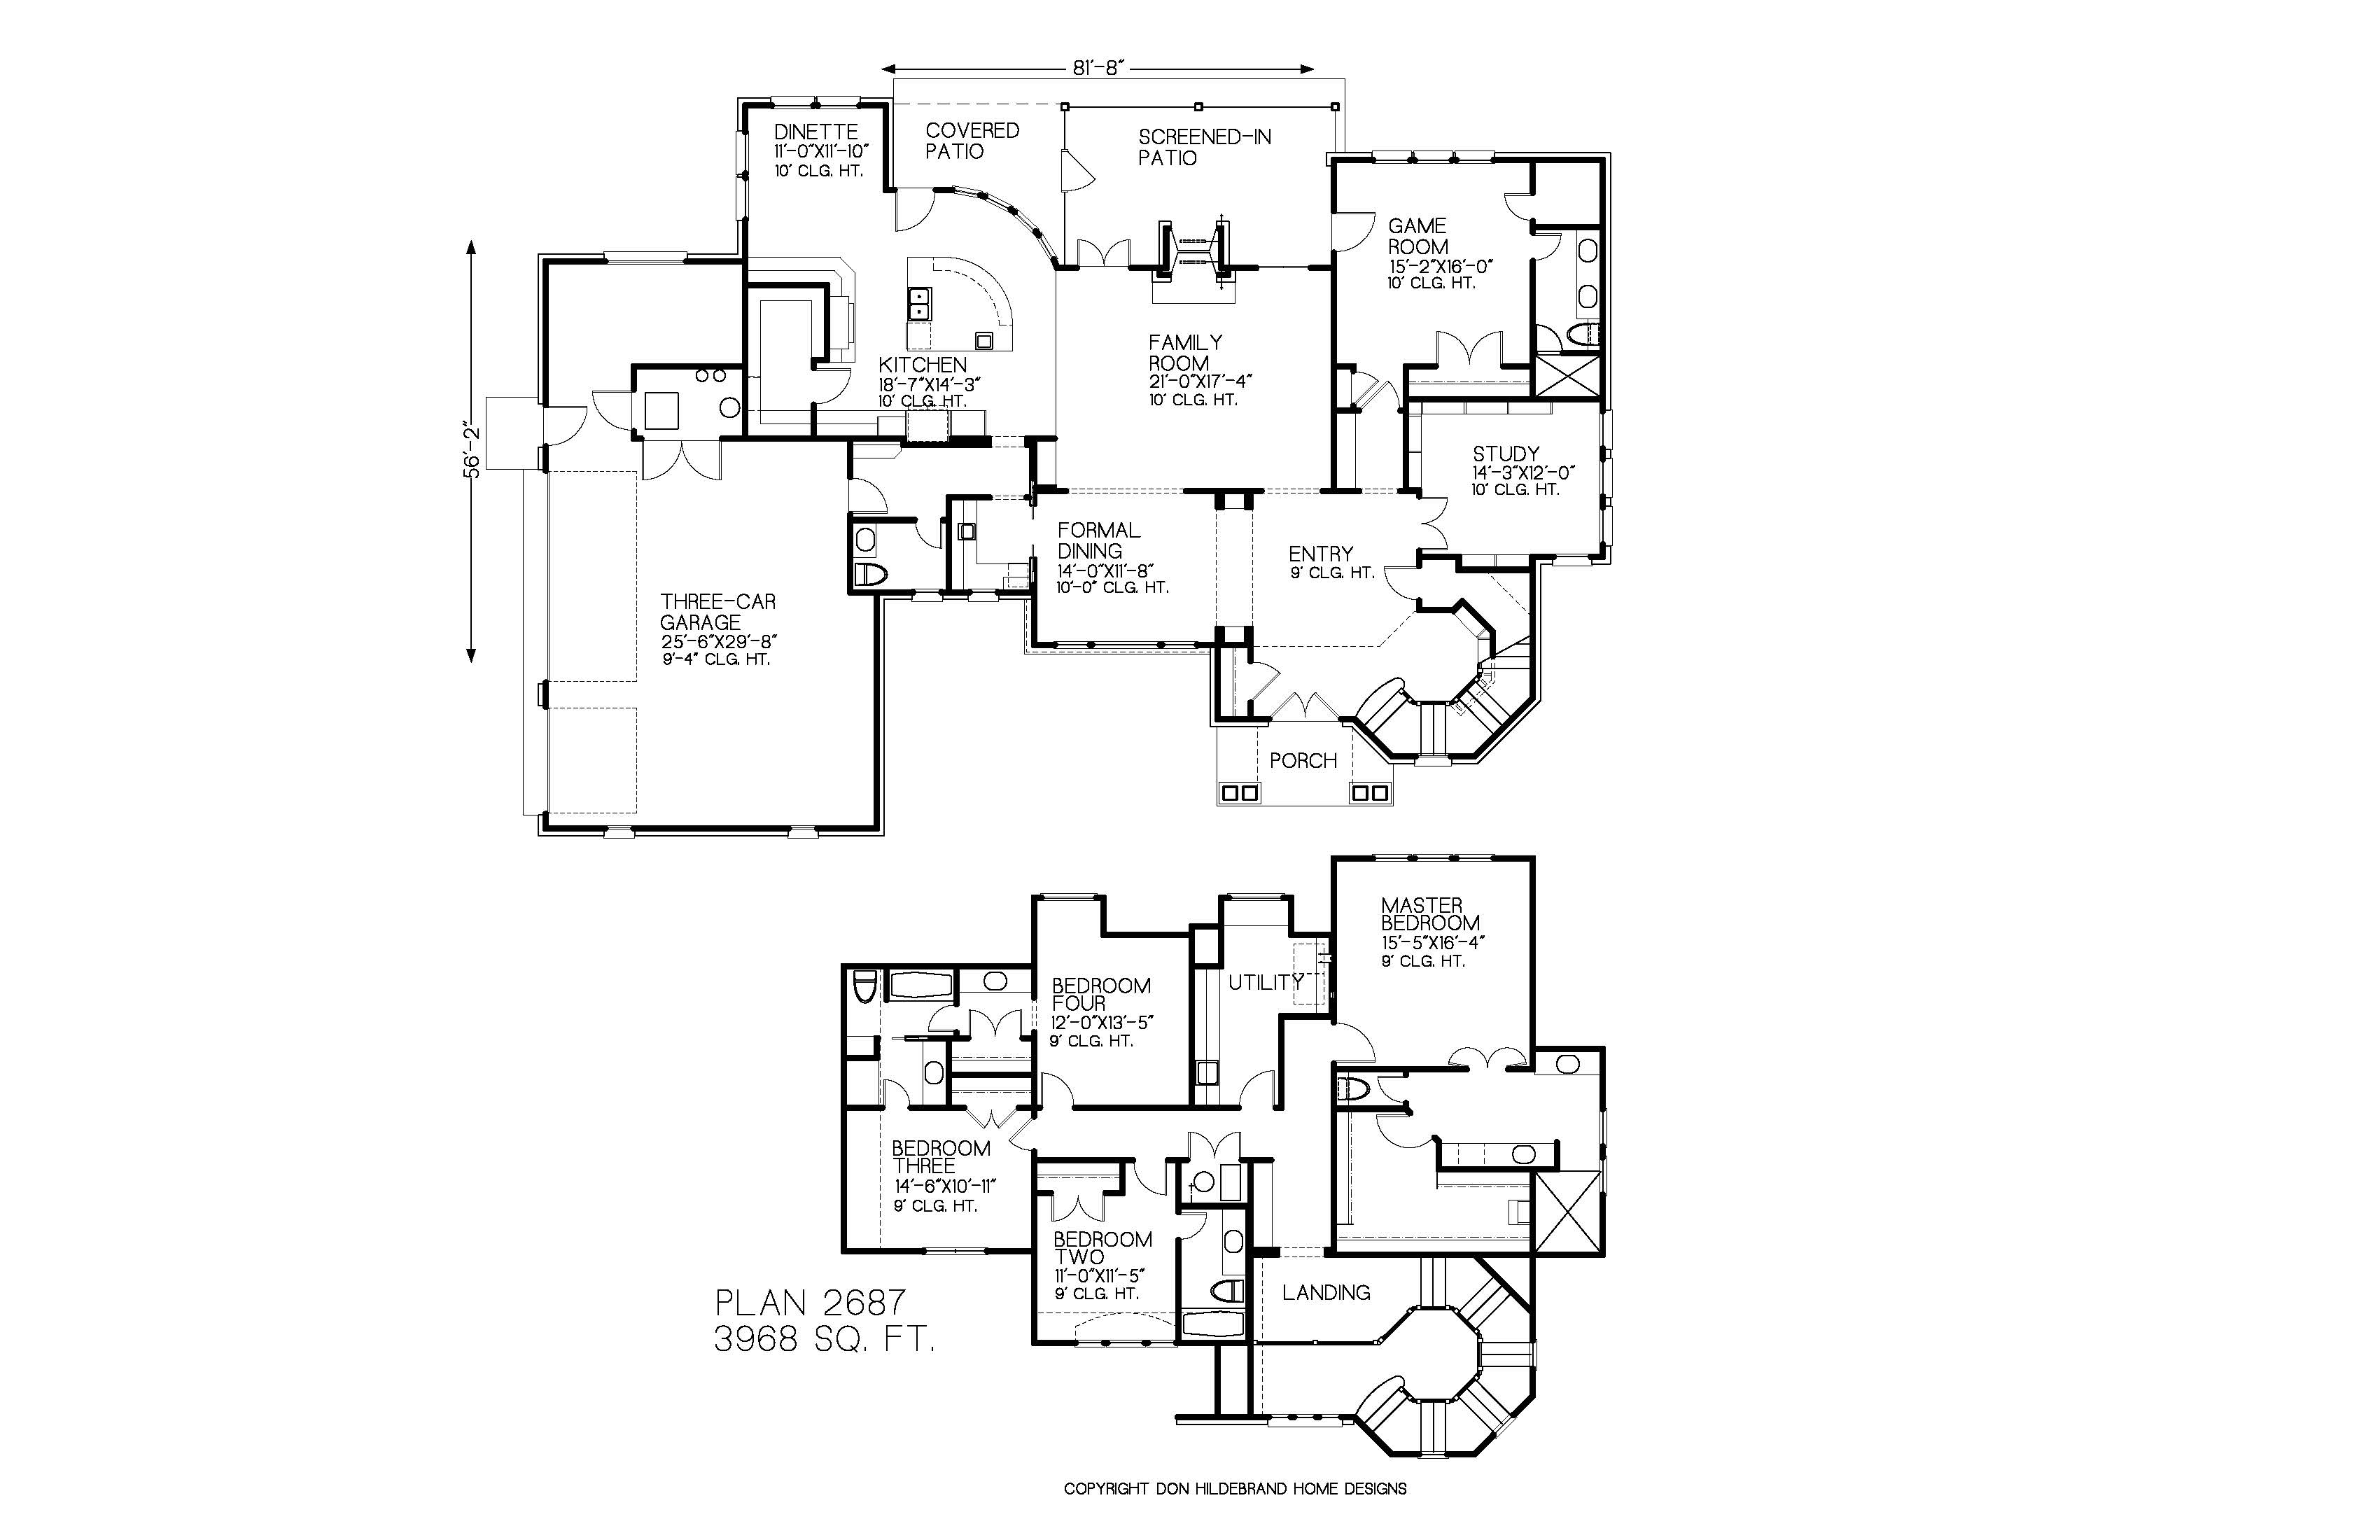 81'-8"
DINETTE
11'-0"X11'-10"
10' CLG. HT.
COVERED
PATIO
SCREENED-IN
PATIO
GAME
ROOM
15'-2"X16'-0"
10' CLG. HT.
KITCHEN
18'-7"X14'-3"
10' CLG. HT.
FAMILY
ROOM
21'-0"X17'-4"
10' CLG. HT.
56'-2"
STUDY
14'-3"X12'-0"
10' CLG. HT.
FORMAL
DINING
14'-0"X11'-8"
10'-0" CLG. HT.
ENTRY
9' CLG. HT.
THREE-CAR
GARAGE
25'-6"X29'-8"
9'-4" CLG. HT.
PORCH
MASTER
BEDROOM
15'-5"X16'-4"
9' CLG. HT.
BEDROOM
FOUR
12'-0"X13'-5"
9' CLG. HT.
UTILITY
BEDROOM
THREE
14'-6"X10'-11"
9' CLG. HT.
BEDROOM
TWO
11'-0"X11'-5"
9' CLG. HT.
LANDING
PLAN 2687
3968 SQ. FT.
COPYRIGHT DON HILDEBRAND HOME DESIGNS